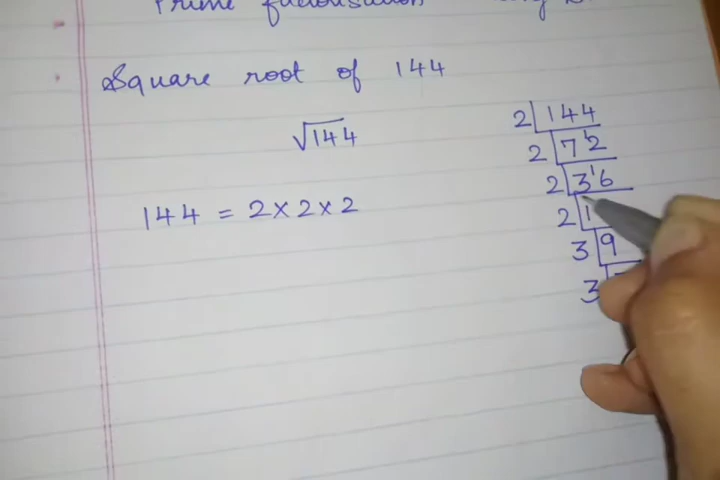 Prime
Square root of 144
√144
144 = 2 × 2 × 2
2 144
2 72
2 36
2 1
3 9
3